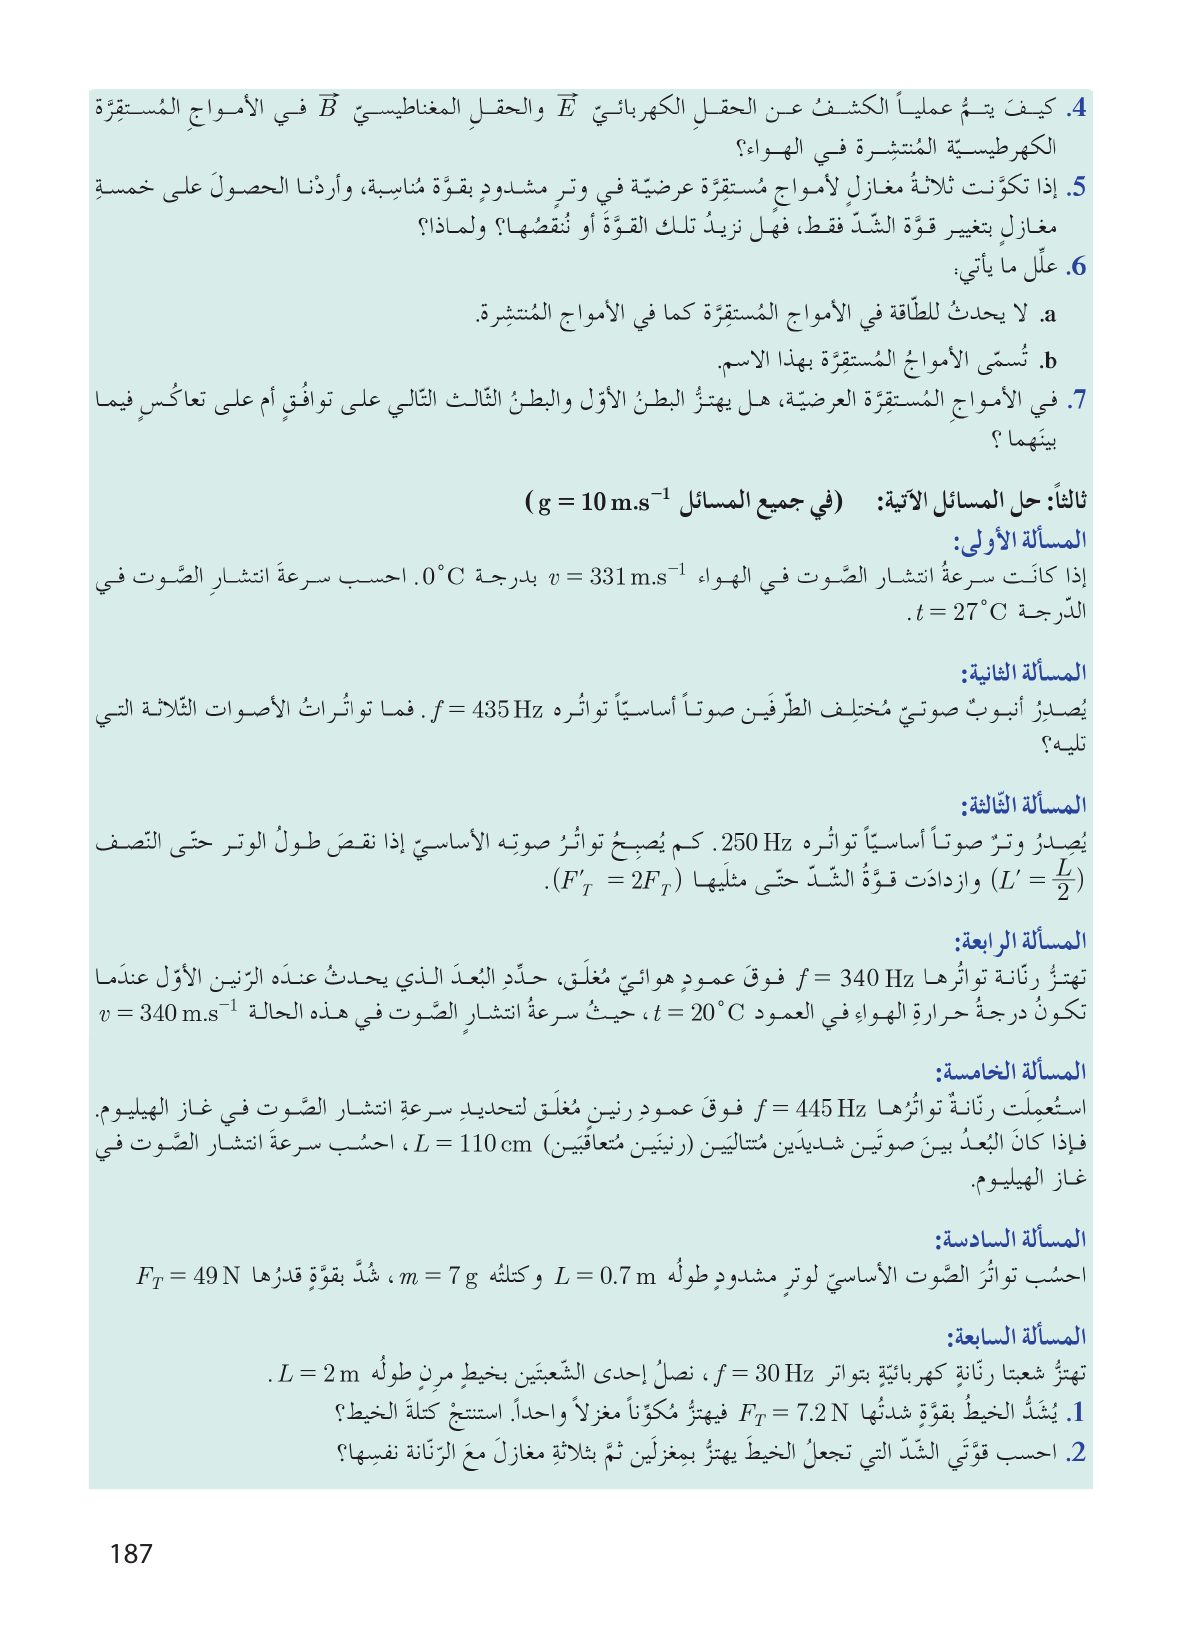 4. كيفَ يتمُّ عملياً الكشفُ عن الحقلِ الكهربائيّ E⃗ والحقلِ المغناطيسيّ B⃗ في الأمواجِ المُستقِرَّة
الكهرطيسيّة المُنتشِرة في الهواء؟
5. إذا تكوَّنت ثلاثةُ مغازلٍ لأمواجٍ مُستقِرَّة عرضيّة في وترٍ مشدودٍ بقوَّة مُناسِبة، وأردْنا الحصولَ على خمسةِ
مغازلٍ بتغيير قوَّة الشّدّ فقط، فهل نزيدُ تلك القوَّةَ أو نُنقصُها؟ ولماذا؟
6. علِّل ما يأتي:
a. لا يحدثُ للطّاقة في الأمواج المُستقِرَّة كما في الأمواج المُنتشِرة.
b. تُسمّى الأمواجُ المُستقِرَّة بهذا الاسم.
7. في الأمواجِ المُستقِرَّة العرضيّة، هل يهتزُّ البطنُ الأوّل والبطنُ الثّالث التّالي على توافُقٍ أم على تعاكُسٍ فيما
بينَهما ؟
ثالثاً: حل المسائل الآتية: (في جميع المسائل g = 10 m.s⁻¹ )
المسألة الأولى:
إذا كانَت سرعةُ انتشار الصَّوت في الهواء v = 331 m.s⁻¹ بدرجة 0°C. احسب سرعةَ انتشارِ الصَّوت في
الدّرجة t = 27°C .
المسألة الثانية:
يُصدِرُ أنبوبٌ صوتيّ مُختلِف الطّرفَين صوتاً أساسيّاً تواتُره f = 435 Hz . فما تواتُراتُ الأصوات الثّلاثة التي
تليه؟
المسألة الثّالثة:
يُصِدرُ وترٌ صوتاً أساسيّاً تواتُره 250 Hz . كم يُصبِحُ تواتُرُ صوتِه الأساسيّ إذا نقصَ طولُ الوتر حتّى النّصف
(L′ = L/2) وازدادَت قوَّةُ الشّدّ حتّى مثلَيها (F′_T = 2F_T).
المسألة الرابعة:
تهتزُّ رنّانة تواتُرها f = 340 Hz فوقَ عمودٍ هوائيّ مُغلَق، حدِّدِ البُعدَ الذي يحدثُ عندَه الرّنين الأوّل عندَما
تكونُ درجةُ حرارةِ الهواءِ في العمود t = 20°C ، حيثُ سرعةُ انتشارِ الصَّوت في هذه الحالة v = 340 m.s⁻¹
المسألة الخامسة:
استُعمِلَت رنّانةٌ تواتُرُها f = 445 Hz فوقَ عمودِ رنينٍ مُغلَق لتحديدِ سرعةِ انتشار الصَّوت في غاز الهيليوم.
فإذا كانَ البُعدُ بينَ صوتَين شديدَين مُتتاليَين (رنينَين مُتعاقَبَين) L = 110 cm ، احسُب سرعةَ انتشار الصَّوت في
غاز الهيليوم.
المسألة السادسة:
احسُب تواتُرَ الصَّوت الأساسيّ لوترٍ مشدودٍ طولُه L = 0.7 m وكتلتُه m = 7 g ، شُدَّ بقوَّةٍ قدرُها F_T = 49 N
المسألة السابعة:
تهتزُّ شعبتا رنّانةٍ كهربائيّةٍ بتواتر f = 30 Hz ، نصلُ إحدى الشّعبتَين بخيطٍ مرِنٍ طولُه L = 2 m .
1. يُشَدُّ الخيطُ بقوَّةٍ شدتُها F_T = 7.2 N فيهتزُّ مُكوِّناً مغزلاً واحداً. استنتجْ كتلةَ الخيط؟
2. احسب قوَّتَي الشّدّ التي تجعلُ الخيطَ يهتزُّ بمِغزلَين ثمَّ بثلاثةِ مغازلَ معَ الرّنّانة نفسِها؟
187